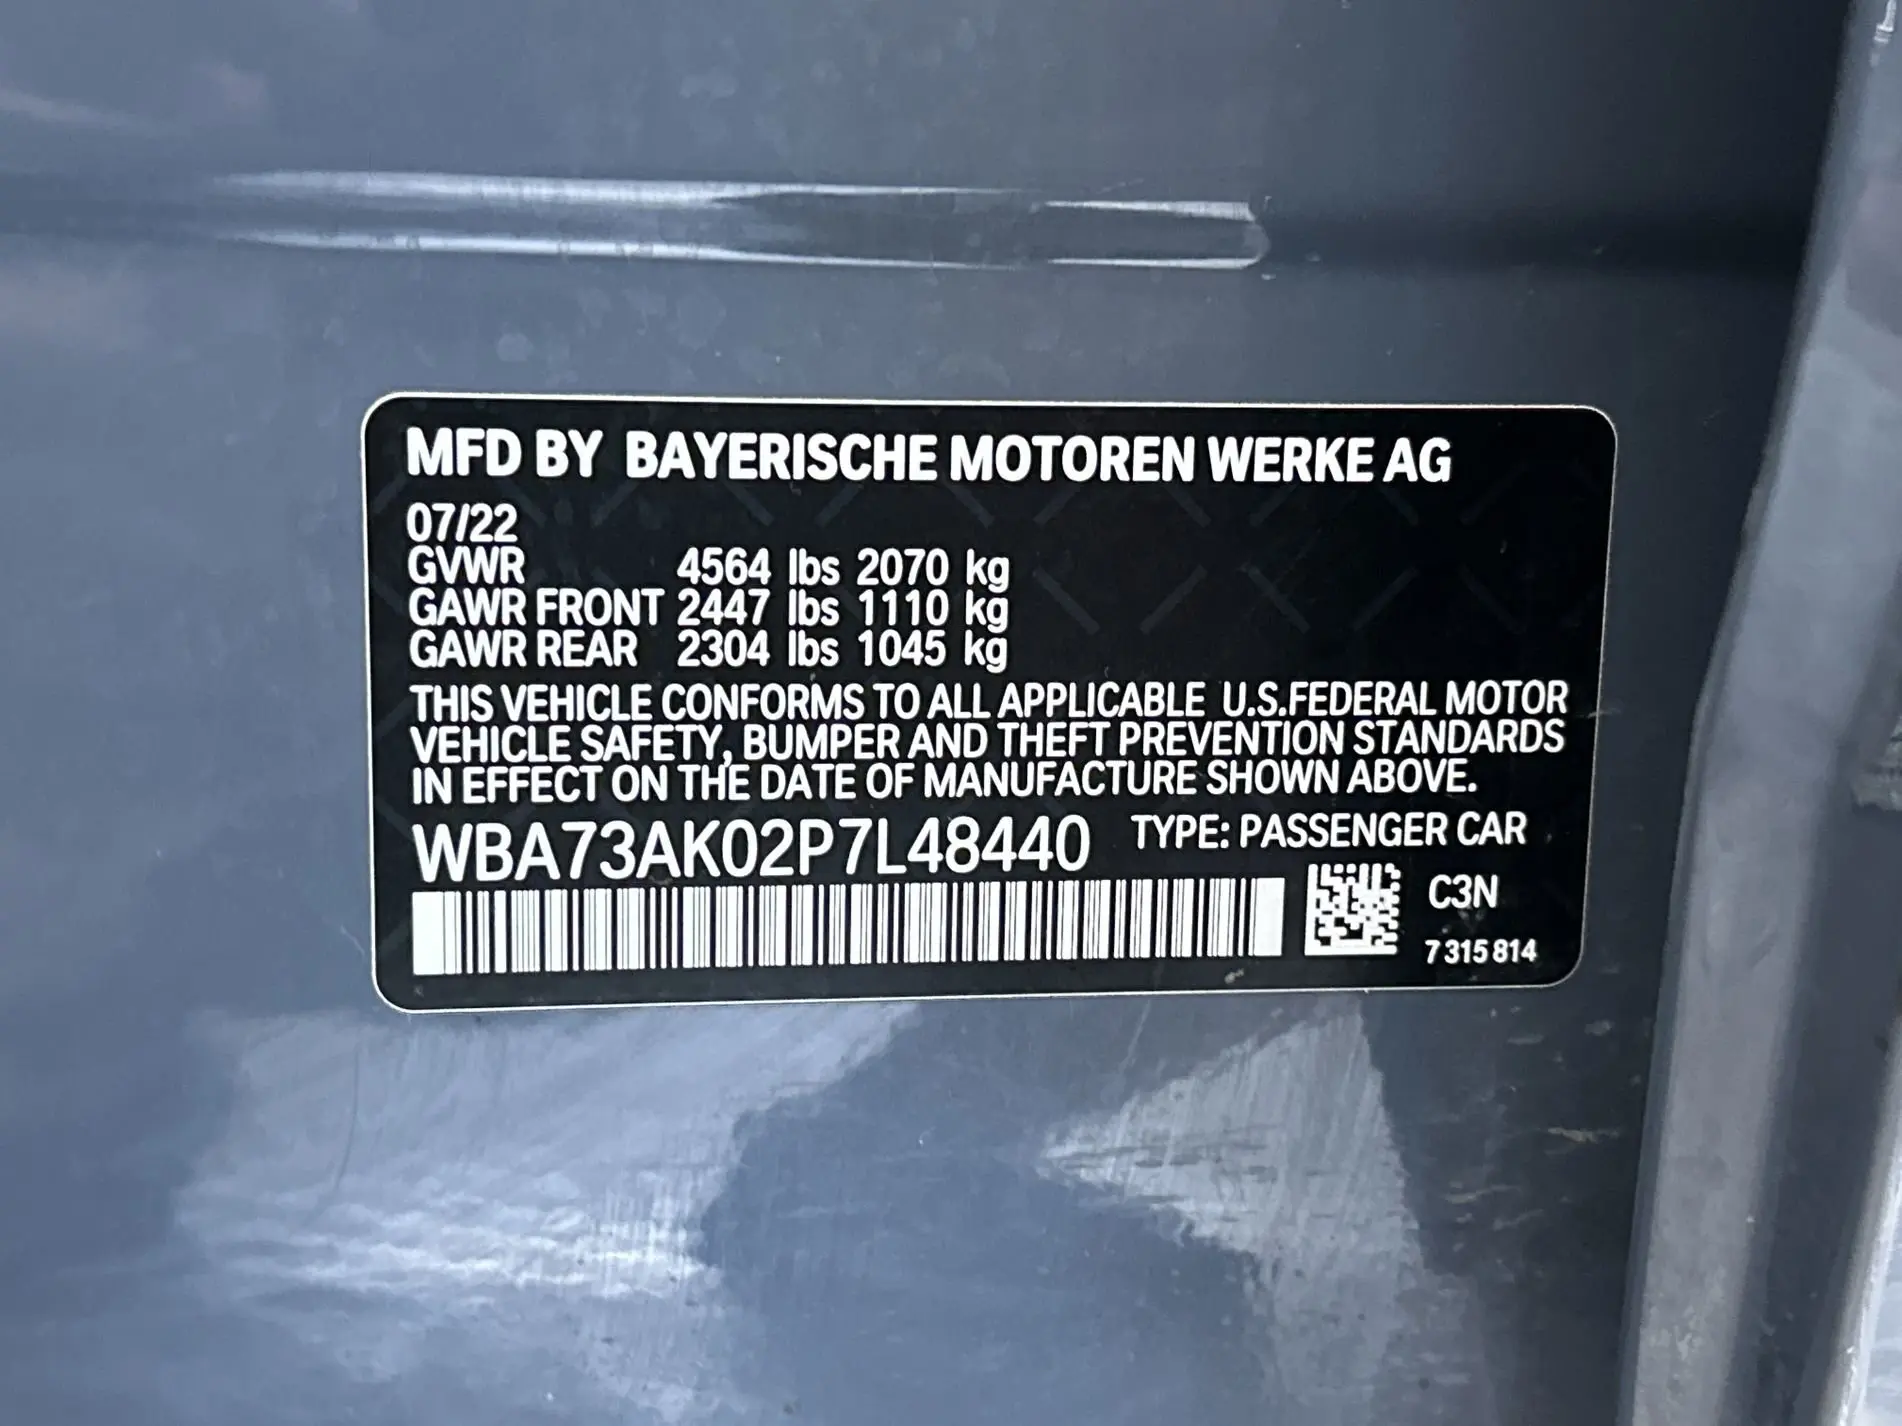 MFD BY BAYERISCHE MOTOREN WERKE AG
07/22
GVWR 4564 lbs 2070 kg
GAWR FRONT 2447 lbs 1110 kg
GAWR REAR 2304 lbs 1045 kg
THIS VEHICLE CONFORMS TO ALL APPLICABLE U.S.FEDERAL MOTOR
VEHICLE SAFETY, BUMPER AND THEFT PREVENTION STANDARDS
IN EFFECT ON THE DATE OF MANUFACTURE SHOWN ABOVE.
WBA73AK02P7L48440 TYPE: PASSENGER CAR
C3N
7 315 814